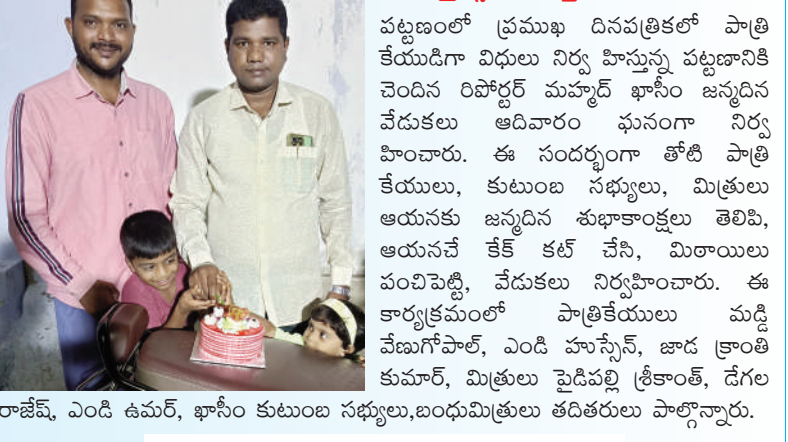 పట్టణంలో ప్రముఖ దినపత్రికలో పాత్రి
కేయుడిగా విధులు నిర్వ హిస్తున్న పట్టణానికి
చెందిన రిపోర్టర్ మహ్మద్ ఖాసీం జన్మదిన
వేడుకలు ఆదివారం ఘనంగా నిర్వ
హించారు. ఈ సందర్భంగా తోటి పాత్రి
కేయులు, కుటుంబ సభ్యులు, మిత్రులు
ఆయనకు జన్మదిన శుభాకాంక్షలు తెలిపి,
ఆయనచే కేక్ కట్ చేసి, మిఠాయిలు
పంచిపెట్టి, వేడుకలు నిర్వహించారు. ఈ
కార్యక్రమంలో పాత్రికేయులు మడ్డి
వేణుగోపాల్, ఎండి హుస్సేన్, జాడ క్రాంతి
కుమార్, మిత్రులు పైడిపల్లి శ్రీకాంత్, దేగల
రాజేష్, ఎండి ఉమర్, ఖాసీం కుటుంబ సభ్యులు,బంధుమిత్రులు తదితరులు పాల్గొన్నారు.